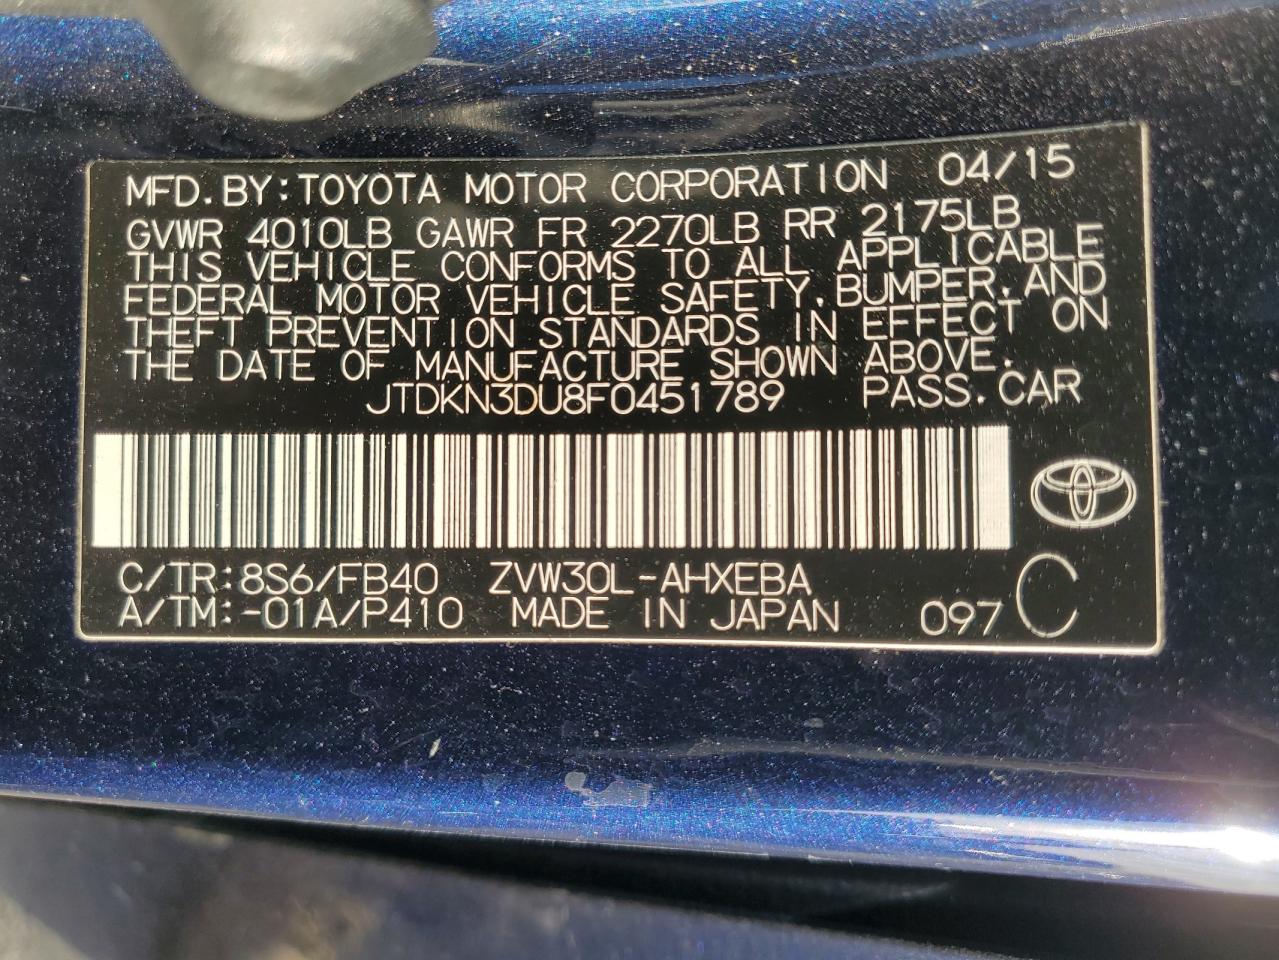 MFD.BY:TOYOTA MOTOR CORPORATION 04/15
GVWR 4010LB GAWR FR 2270LB RR 2175LB
THIS VEHICLE CONFORMS TO ALL APPLICABLE
FEDERAL MOTOR VEHICLE SAFETY,BUMPER,AND
THEFT PREVENTION STANDARDS IN EFFECT ON
THE DATE OF MANUFACTURE SHOWN ABOVE.
JTDKN3DU8F0451789 PASS.CAR
C/TR:8S6/FB40 ZVW30L-AHXEBA
A/TM:-01A/P410 MADE IN JAPAN 097 C